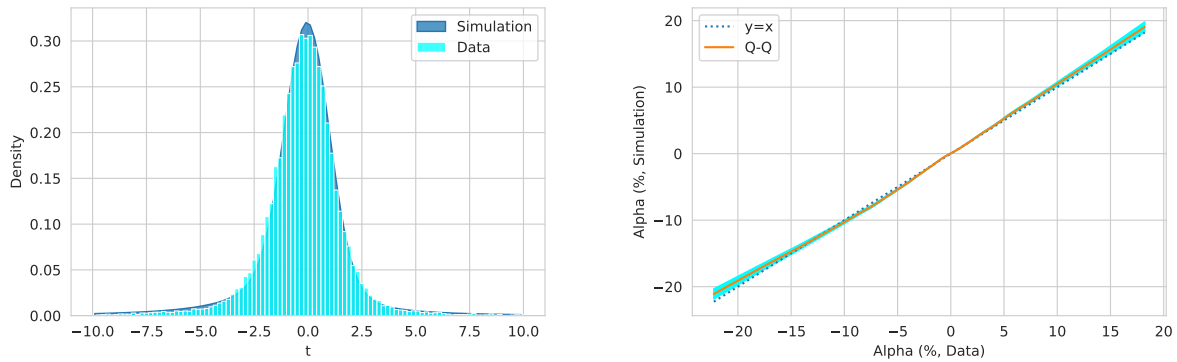 Simulation
Data
Density
0.30
0.25
0.20
0.15
0.10
0.05
0.00
−10.0 −7.5 −5.0 −2.5 0.0 2.5 5.0 7.5 10.0
t
y=x
Q-Q
Alpha (%, Simulation)
20
10
0
−10
−20
−20 −15 −10 −5 0 5 10 15 20
Alpha (%, Data)